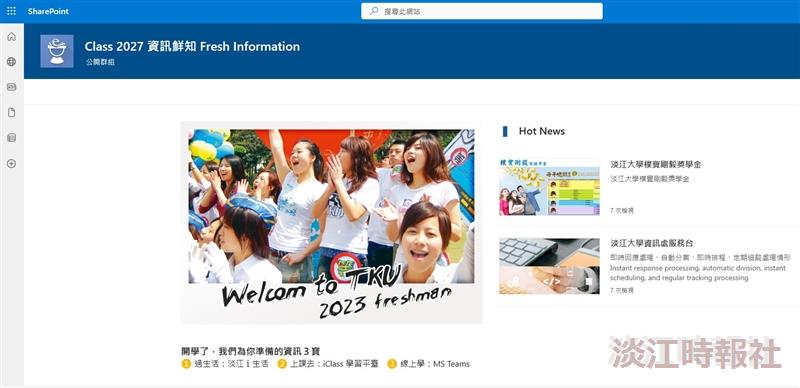 SharePoint
搜尋此網站
Class 2027 資訊鮮知 Fresh Information
公開群組
Welcom to TKU
2023 freshman
Hot News
樸實剛毅
淡江大學樸實剛毅獎學金
淡江大學樸實剛毅獎學金
7 次檢視
淡江大學資訊處服務台
即時回應處理、自動分案、即時排程、定期追蹤處理情形
Instant response processing, automatic division, instant
scheduling, and regular tracking processing
7 次檢視
開學了，我們為你準備的資訊 3 寶
1 過生活：淡江 i 生活 2 上課去：iClass 學習平臺 3 線上學：MS Teams
淡江時報社